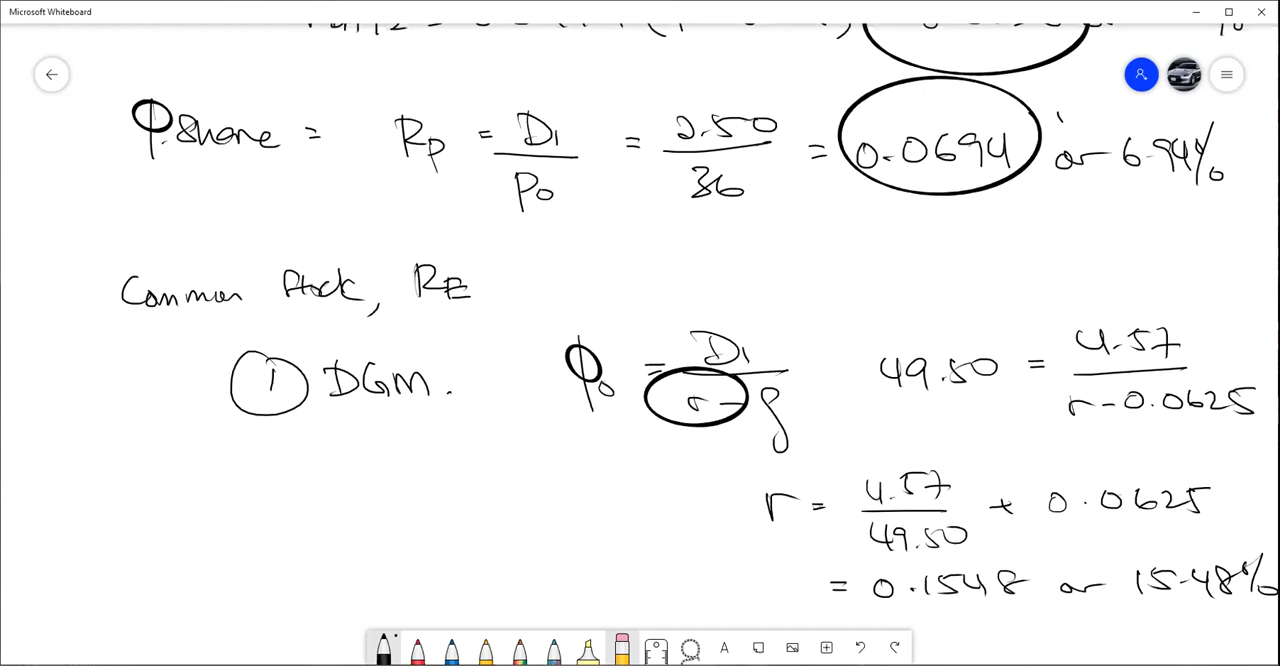 Microsoft Whiteboard
P.Share = RP = D1 / P0 = 2.50 / 36 = 0.0694 or 6.94%
Common Stock, RE
1 DGM. P0 = D1 / r - g 49.50 = 4.57 / r - 0.0625
r = 4.57 / 49.50 + 0.0625
= 0.1548 or 15.48%
A